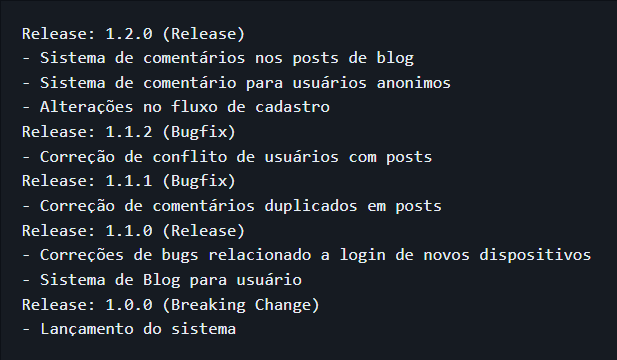 Release: 1.2.0 (Release)
- Sistema de comentários nos posts de blog
- Sistema de comentário para usuários anonimos
- Alterações no fluxo de cadastro
Release: 1.1.2 (Bugfix)
- Correção de conflito de usuários com posts
Release: 1.1.1 (Bugfix)
- Correção de comentários duplicados em posts
Release: 1.1.0 (Release)
- Correções de bugs relacionado a login de novos dispositivos
- Sistema de Blog para usuário
Release: 1.0.0 (Breaking Change)
- Lançamento do sistema